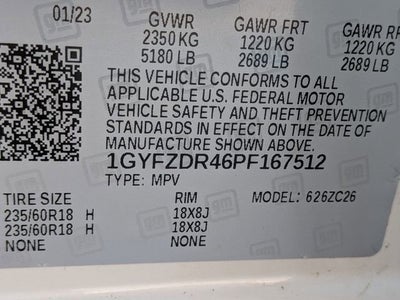 01/23 GVWR GAWR FRT GAWR RR
2350 KG 1220 KG 1220 KG
5180 LB 2689 LB 2689 LB
THIS VEHICLE CONFORMS TO ALL
APPLICABLE U.S. FEDERAL MOTOR
VEHICLE SAFETY AND THEFT PREVENTION
STANDARDS IN EFFECT ON THE DATE OF
MANUFACTURE SHOWN ABOVE.
1GYFZDR46PF167512
TYPE: MPV 626ZC26
TIRE SIZE RIM
235/60R18 H 18X8J
235/60R18 H 18X8J
NONE NONE